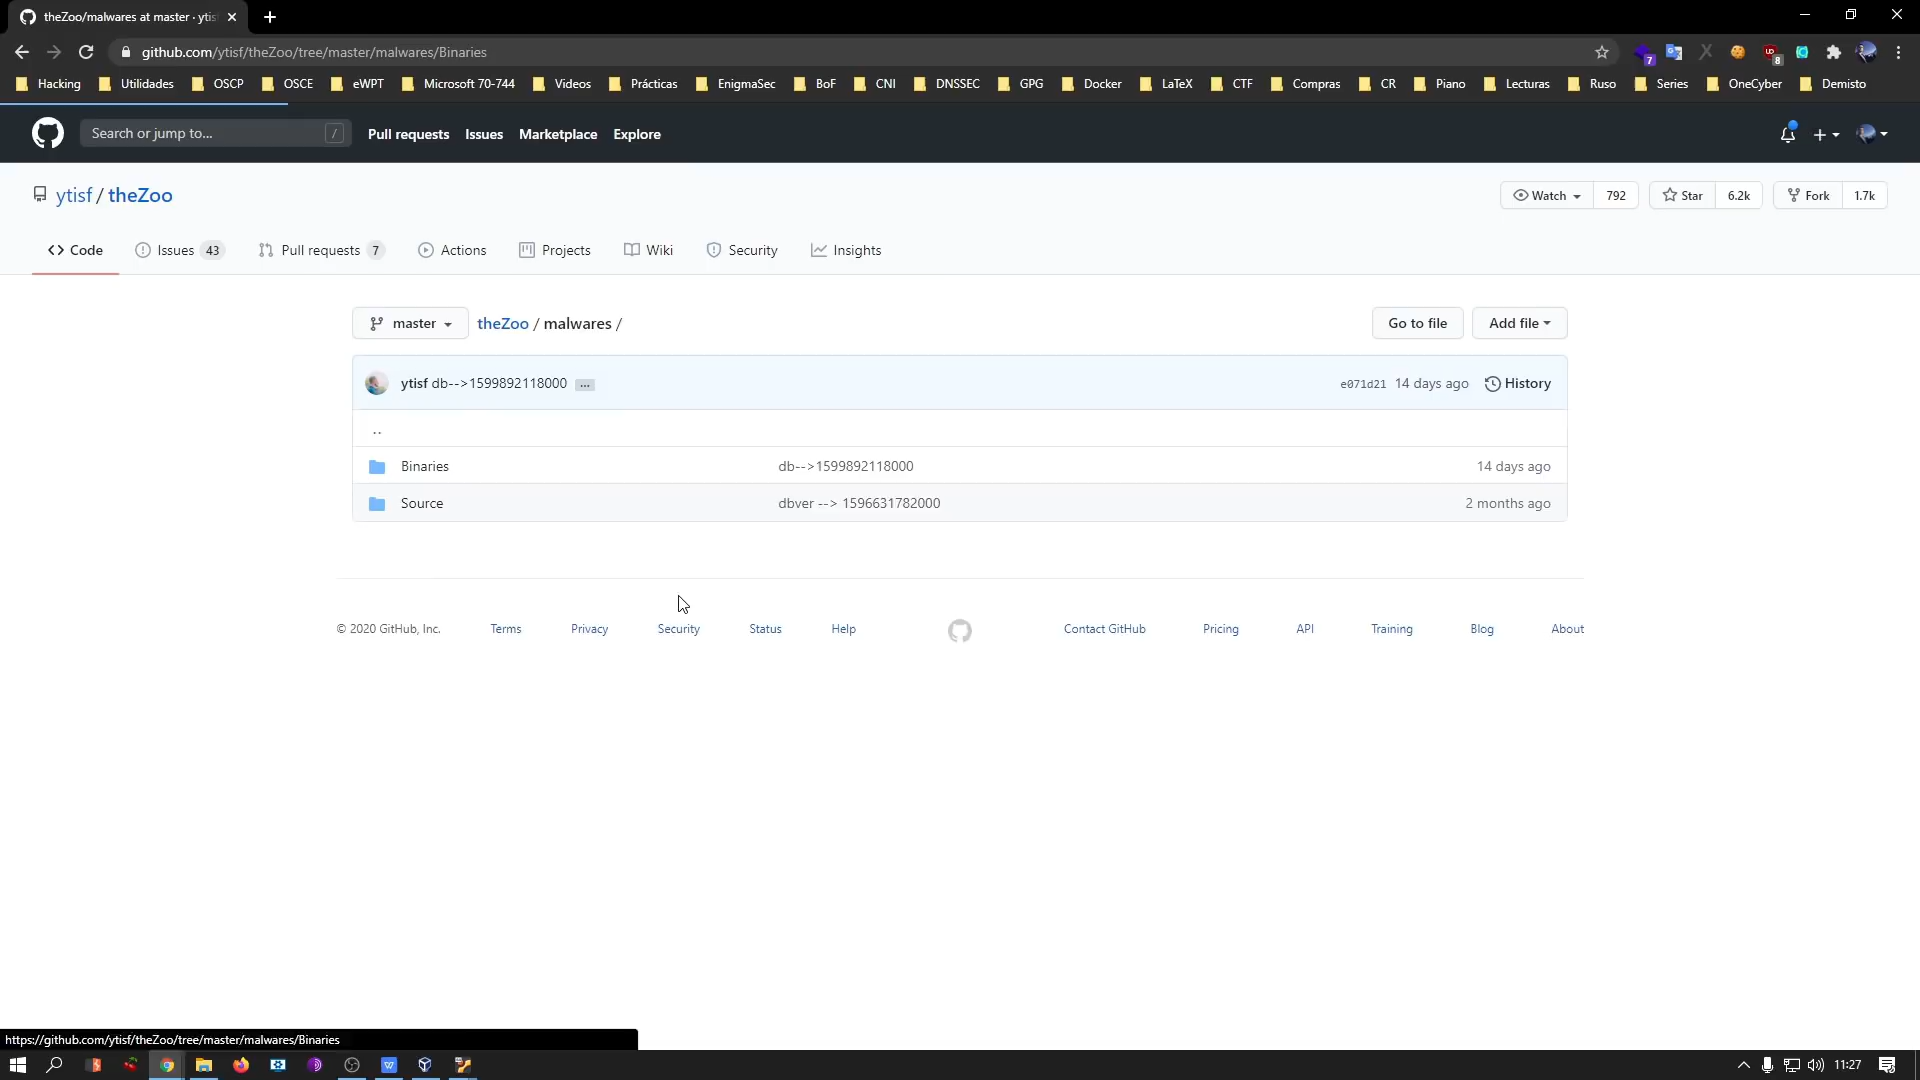 theZoo/malwares at master · ytis
github.com/ytisf/theZoo/tree/master/malwares/Binaries
7
8
Hacking Utilidades OSCP OSCE eWPT Microsoft 70-744 Videos Prácticas EnigmaSec BoF CNI DNSSEC GPG Docker LaTeX CTF Compras CR Piano Lecturas Ruso Series OneCyber Demisto
Search or jump to... / Pull requests Issues Marketplace Explore
ytisf / theZoo Watch 792 Star 6.2k Fork 1.7k
Code Issues 43 Pull requests 7 Actions Projects Wiki Security Insights
master theZoo / malwares / Go to file Add file
ytisf db-->1599892118000 ... e071d21 14 days ago History
..
Binaries db-->1599892118000 14 days ago
Source dbver --> 1596631782000 2 months ago
© 2020 GitHub, Inc. Terms Privacy Security Status Help Contact GitHub Pricing API Training Blog About
https://github.com/ytisf/theZoo/tree/master/malwares/Binaries
11:27